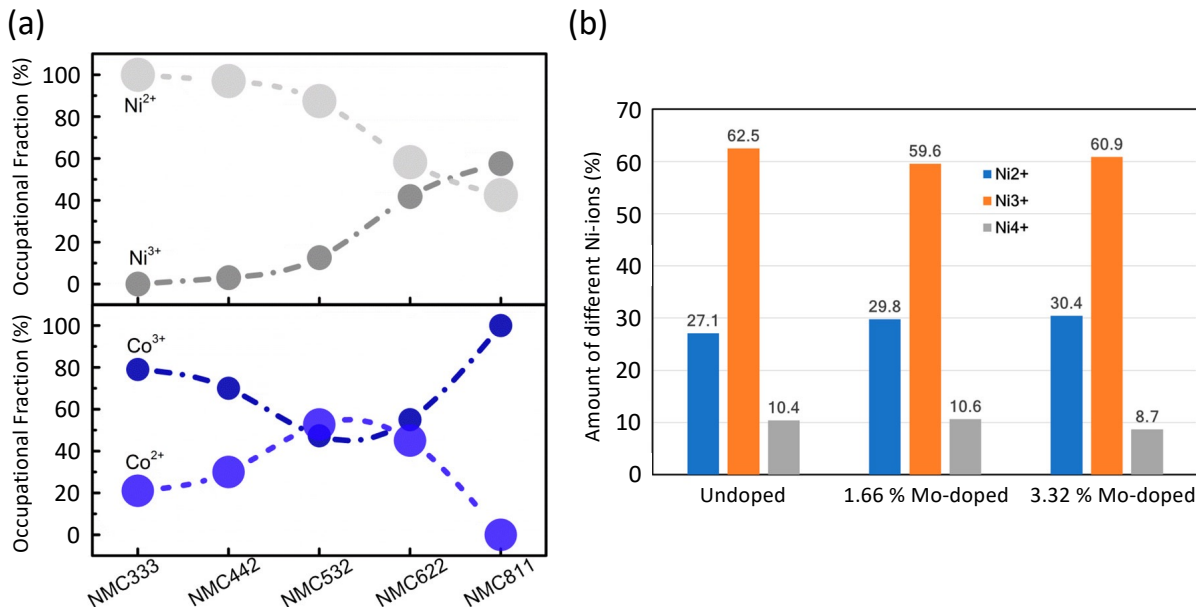 (a)
Occupational Fraction (%)
100
80
60
40
20
0
Ni2+
Ni3+
Occupational Fraction (%)
100
80
60
40
20
0
Co3+
Co2+
NMC333
NMC442
NMC532
NMC622
NMC811
(b)
Amount of different Ni-ions (%)
70
60
50
40
30
20
10
0
Ni2+
Ni3+
Ni4+
27.1
62.5
10.4
29.8
59.6
10.6
30.4
60.9
8.7
Undoped
1.66 % Mo-doped
3.32 % Mo-doped